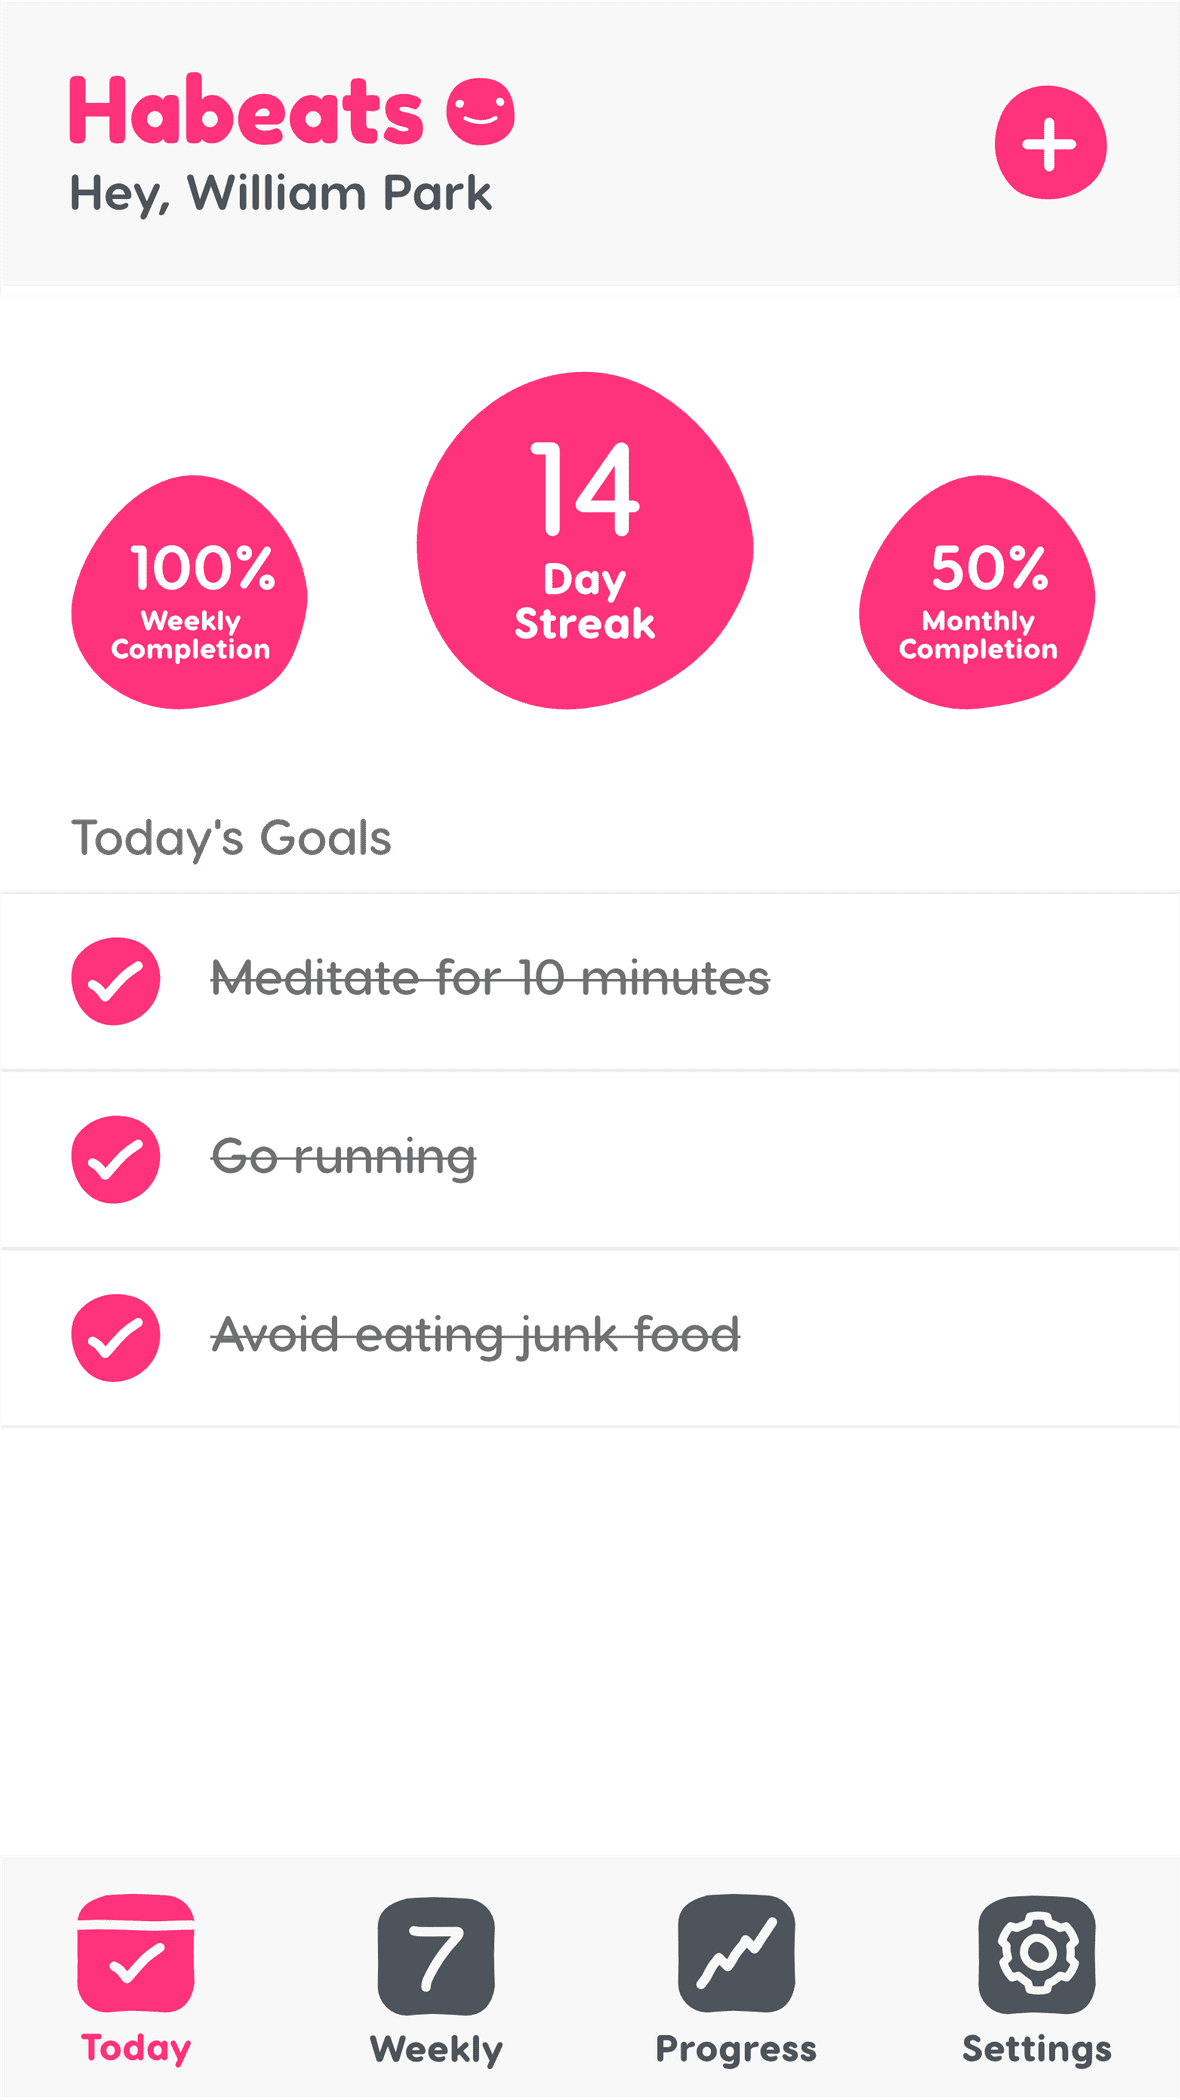 Habeats
Hey, William Park
100%
Weekly
Completion
14
Day
Streak
50%
Monthly
Completion
Today's Goals
Meditate for 10 minutes
Go running
Avoid eating junk food
7
Today
Weekly
Progress
Settings